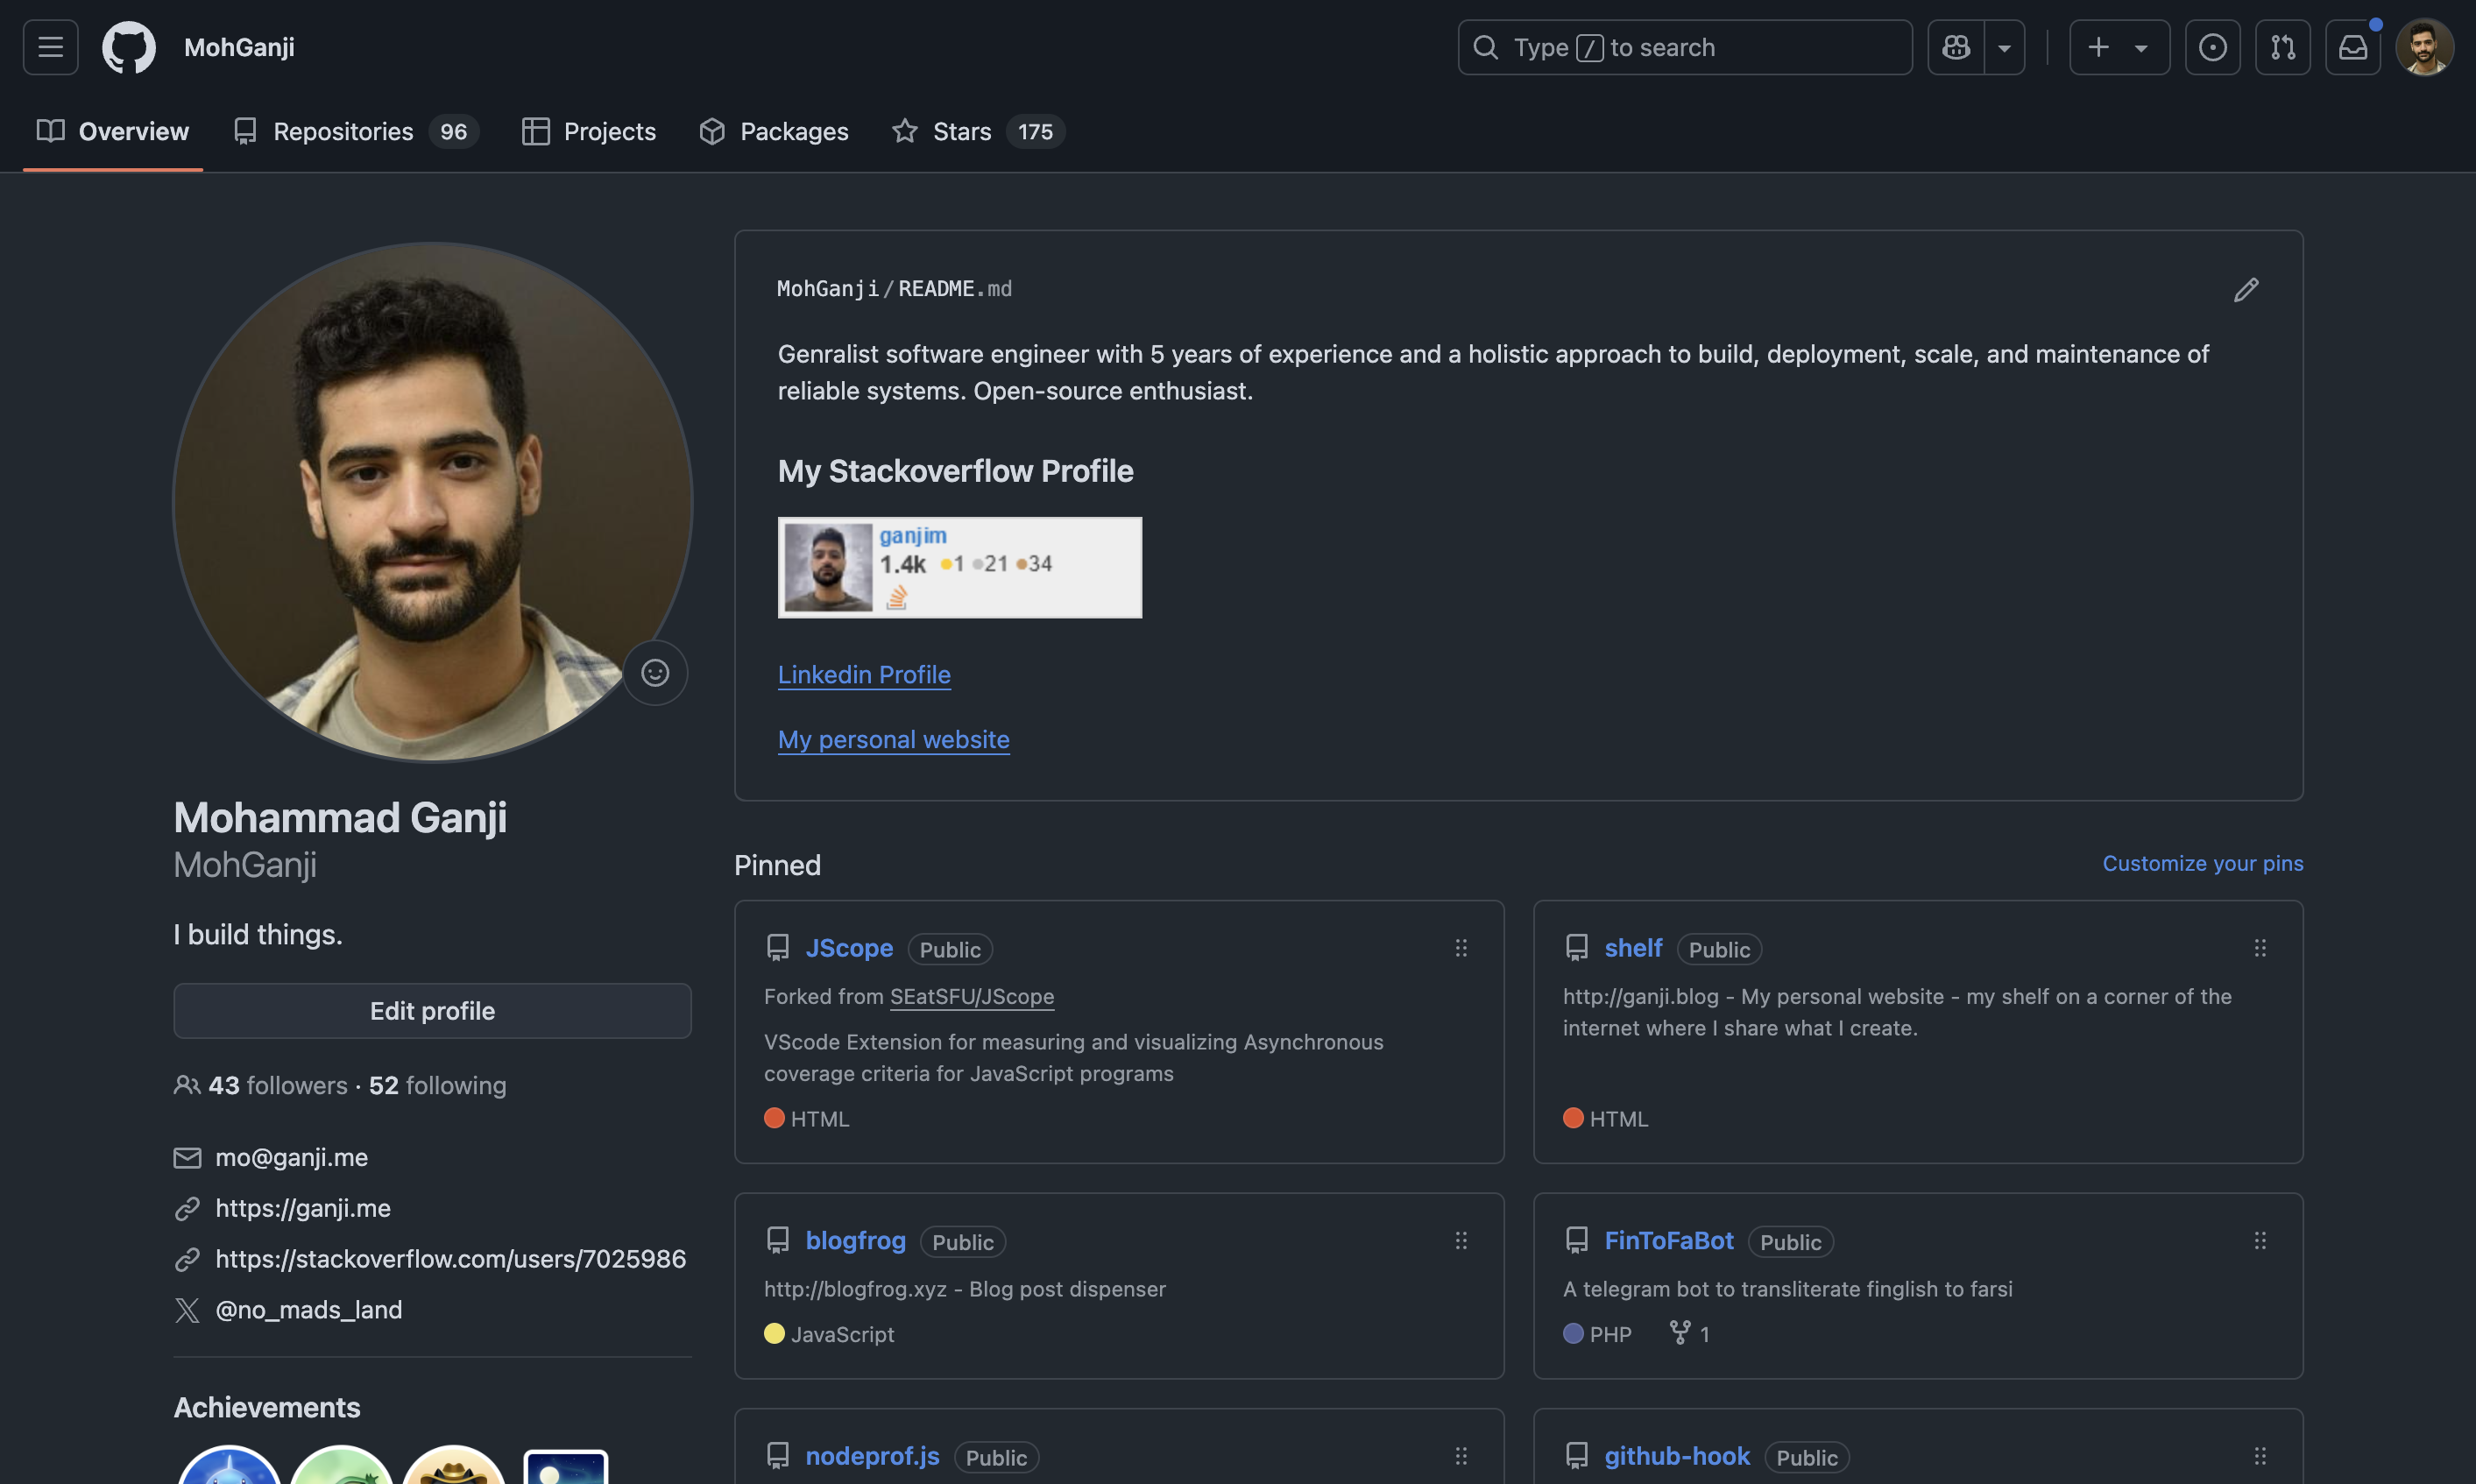 MohGanji
Type / to search
Overview
Repositories 96
Projects
Packages
Stars 175
MohGanji/README.md
Genralist software engineer with 5 years of experience and a holistic approach to build, deployment, scale, and maintenance of
reliable systems. Open-source enthusiast.
My Stackoverflow Profile
ganjim
1.4k 1 21 34
Linkedin Profile
My personal website
Mohammad Ganji
MohGanji
I build things.
Edit profile
43 followers · 52 following
mo@ganji.me
https://ganji.me
https://stackoverflow.com/users/7025986
@no_mads_land
Achievements
Pinned
Customize your pins
JScope Public
Forked from SEatSFU/JScope
VScode Extension for measuring and visualizing Asynchronous
coverage criteria for JavaScript programs
HTML
shelf Public
http://ganji.blog - My personal website - my shelf on a corner of the
internet where I share what I create.
HTML
blogfrog Public
http://blogfrog.xyz - Blog post dispenser
JavaScript
FinToFaBot Public
A telegram bot to transliterate finglish to farsi
PHP 1
nodeprof.js Public
github-hook Public